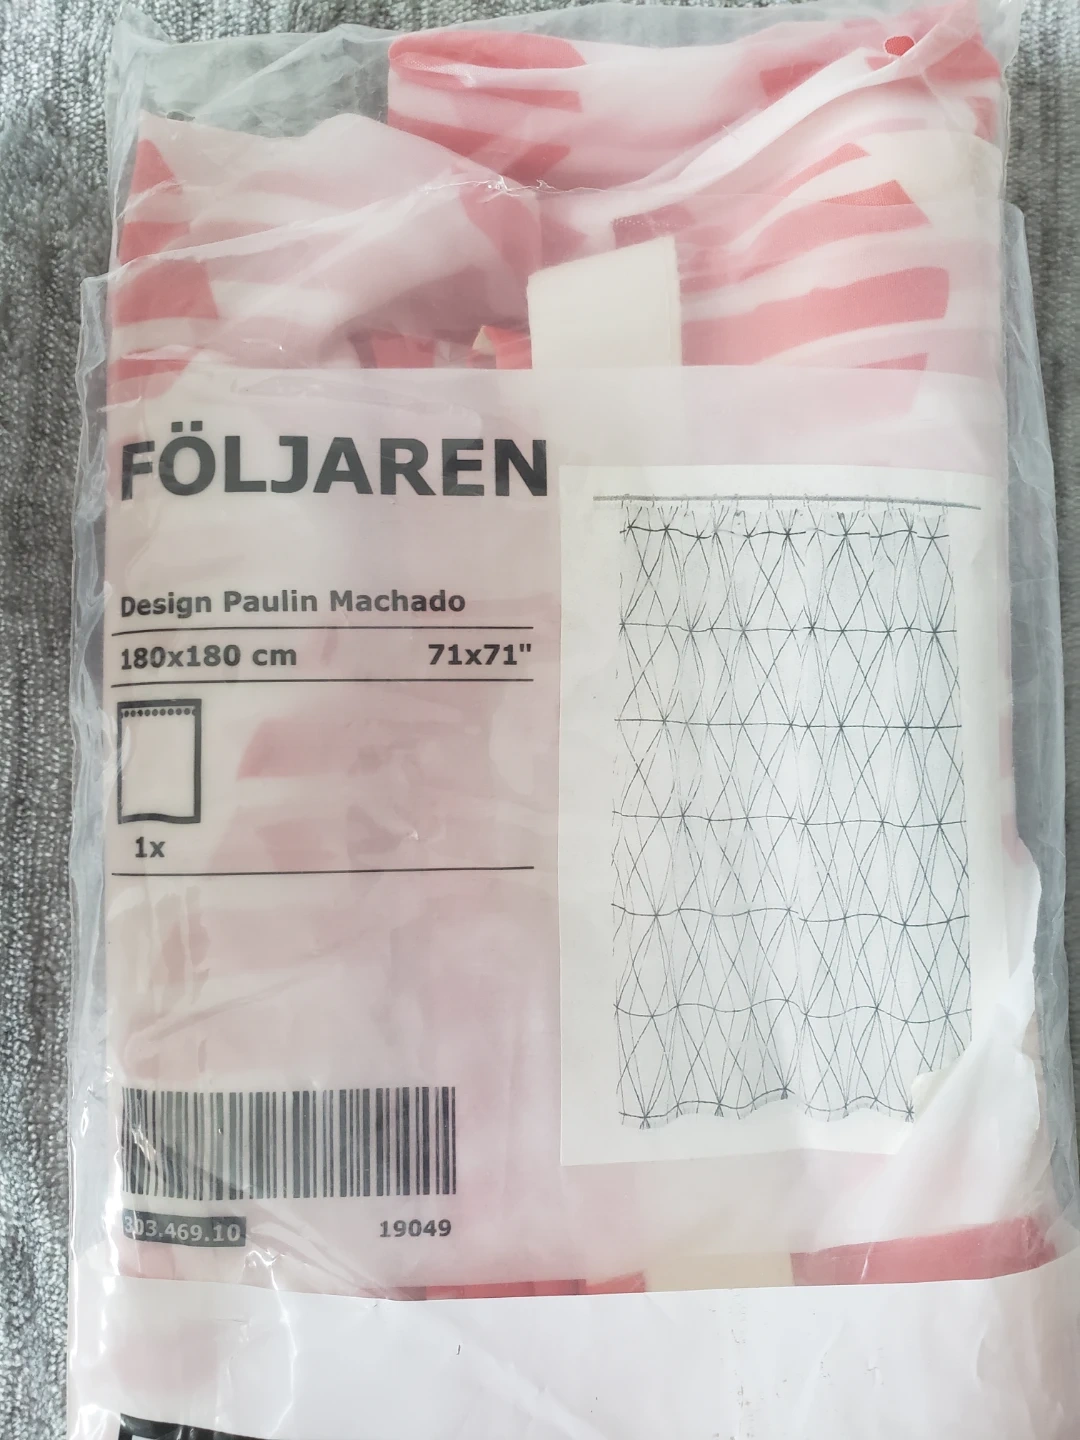 FÖLJAREN
Design Paulin Machado
180x180 cm 71x71"
1x
303.469.10 19049